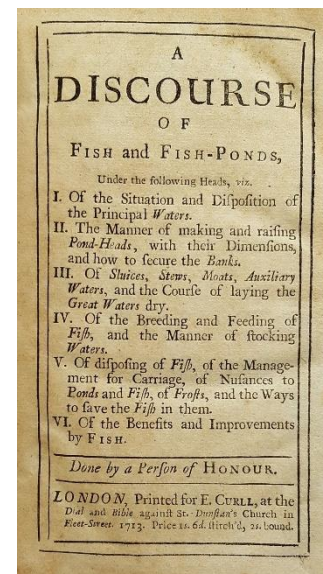 A
DISCOURSE
OF
FISH and FISH-PONDS,
Under the following Heads, viz.
I. Of the Situation and Diſpoſition of
the Principal Waters.
II. The Manner of making and raiſing
Pond-Heads, with their Dimenſions,
and how to ſecure the Banks.
III. Of Sluices, Stews, Moats, Auxiliary
Waters, and the Courſe of laying the
Great Waters dry.
IV. Of the Breeding and Feeding of
Fiſh, and the Manner of ſtocking
Waters.
V. Of diſpoſing of Fiſh, of the Manage-
ment for Carriage, of Nuſances to
Ponds and Fiſh, of Froſts, and the Ways
to ſave the Fiſh in them.
VI. Of the Benefits and Improvements
by FISH.
Done by a Perſon of HONOUR.
LONDON, Printed for E. CURLL, at the
Dial and Bible againſt St. Dunſtan's Church in
Fleet-Street. 1713. Price 1s. 6d. ſtitch'd, 2s. bound.